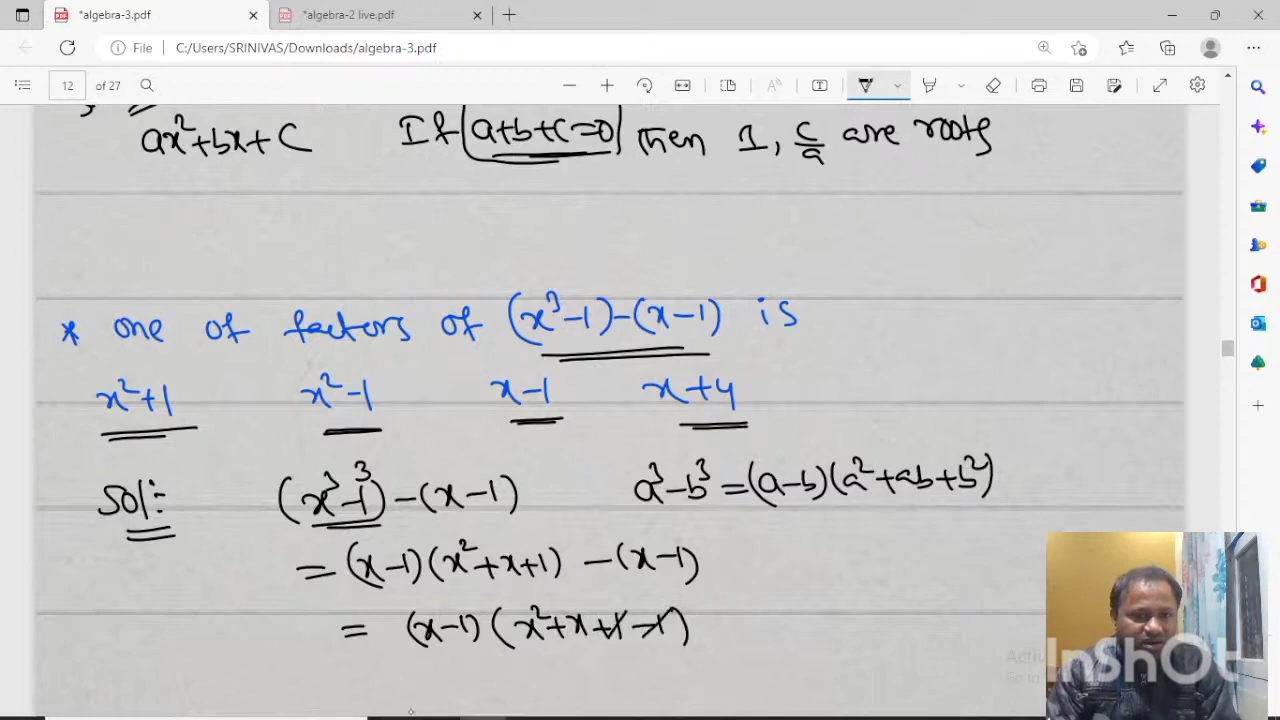 *algebra-3.pdf
*algebra-2 live.pdf
File C:/Users/SRINIVAS/Downloads/algebra-3.pdf
12 of 27
ax²+bx+c If a+b+c=0 then 1, c/a are roots
* one of factors of (x³-1)-(x-1) is
x²+1 x²-1 x-1 x+4
Sol:- (x³-1³)-(x-1) a³-b³=(a-b)(a²+ab+b²)
= (x-1)(x²+x+1) -(x-1)
= (x-1)(x²+x+1-1)
InShOt